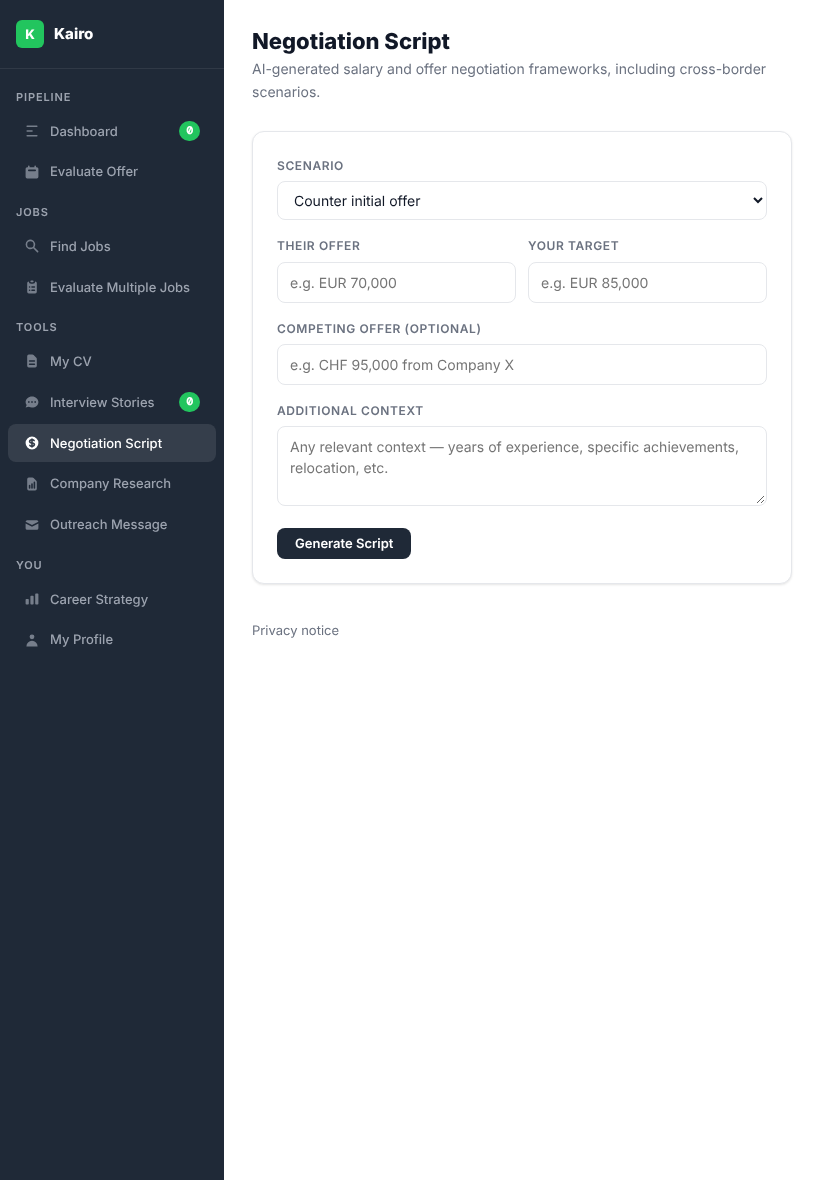 K
Kairo
PIPELINE
Dashboard 0
Evaluate Offer
JOBS
Find Jobs
Evaluate Multiple Jobs
TOOLS
My CV
Interview Stories 0
Negotiation Script
Company Research
Outreach Message
YOU
Career Strategy
My Profile
Negotiation Script
AI-generated salary and offer negotiation frameworks, including cross-border
scenarios.
SCENARIO
Counter initial offer
THEIR OFFER YOUR TARGET
e.g. EUR 70,000 e.g. EUR 85,000
COMPETING OFFER (OPTIONAL)
e.g. CHF 95,000 from Company X
ADDITIONAL CONTEXT
Any relevant context — years of experience, specific achievements,
relocation, etc.
Generate Script
Privacy notice